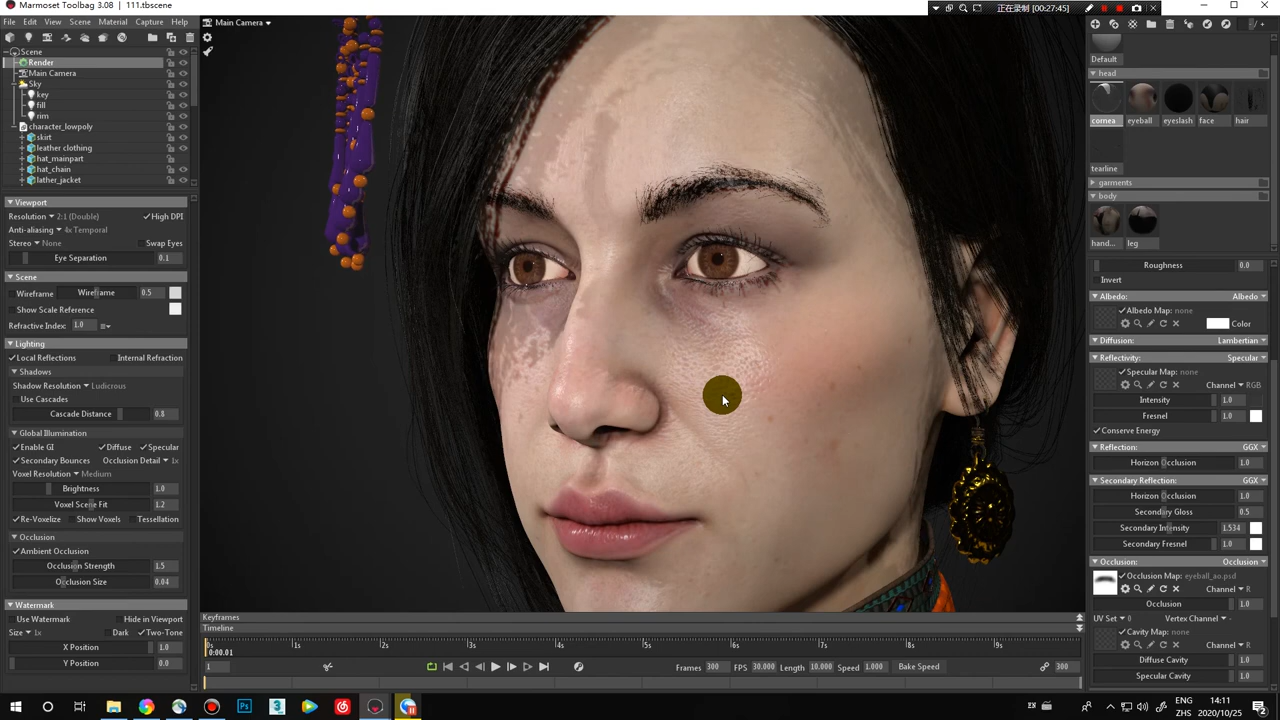 Marmoset Toolbag 3.08 | 111.tbscene
正在录制 [00:27:45]
File Edit View Scene Material Capture Help
Main Camera
Scene
Render
Main Camera
Sky
key
fill
rim
character_lowpoly
skirt
leather clothing
hat_mainpart
hat_chain
lather_jacket
Viewport
Resolution 2:1 (Double) High DPI
Anti-aliasing 4x Temporal
Stereo None Swap Eyes
Eye Separation 0.1
Scene
Wireframe Wireframe 0.5
Show Scale Reference
Refractive Index: 1.0
Lighting
Local Reflections Internal Refraction
Shadows
Shadow Resolution Ludicrous
Use Cascades
Cascade Distance 0.8
Global Illumination
Enable GI Diffuse Specular
Secondary Bounces Occlusion Detail 1x
Voxel Resolution Medium
Brightness 1.0
Voxel Scene Fit 1.2
Re-Voxelize Show Voxels Tessellation
Occlusion
Ambient Occlusion
Occlusion Strength 1.5
Occlusion Size 0.04
Watermark
Use Watermark Hide in Viewport
Size 1x Dark Two-Tone
X Position 1.0
Y Position 0.0
Keyframes
Timeline
0s 1s 2s 3s 4s 5s 6s 7s 8s 9s
0:00.01
1 Frames 300 FPS 30.000 Length 10.000 Speed 1.000 Bake Speed 300
Default
head
cornea eyeball eyeslash face hair
tearline
garments
body
hand... leg
Roughness 0.0
Invert
Albedo: Albedo
Albedo Map: none
Color
Diffusion: Lambertian
Reflectivity: Specular
Specular Map: none
Channel RGB
Intensity 1.0
Fresnel 1.0
Conserve Energy
Reflection: GGX
Horizon Occlusion 1.0
Secondary Reflection: GGX
Horizon Occlusion 1.0
Secondary Gloss 0.5
Secondary Intensity 1.534
Secondary Fresnel 1.0
Occlusion: Occlusion
Occlusion Map: eyeball_ao.psd
Channel R
Occlusion 1.0
UV Set 0 Vertex Channel -
Cavity Map: none
Channel R
Diffuse Cavity 1.0
Specular Cavity 1.0
ENG 14:11
ZHS 2020/10/25